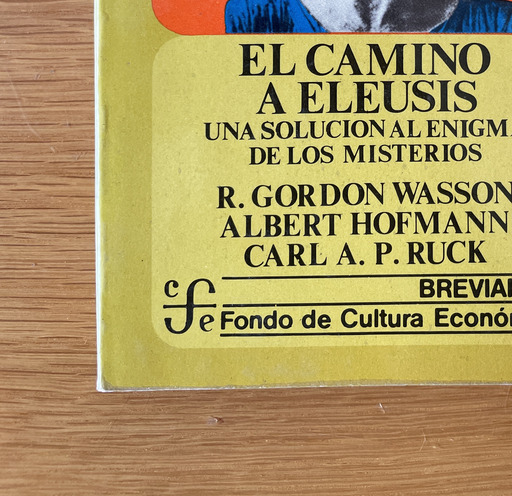 EL CAMINO
A ELEUSIS
UNA SOLUCION AL ENIGM
DE LOS MISTERIOS
R. GORDON WASSON
ALBERT HOFMANN
CARL A. P. RUCK
BREVIA
cfe
Fondo de Cultura Econó